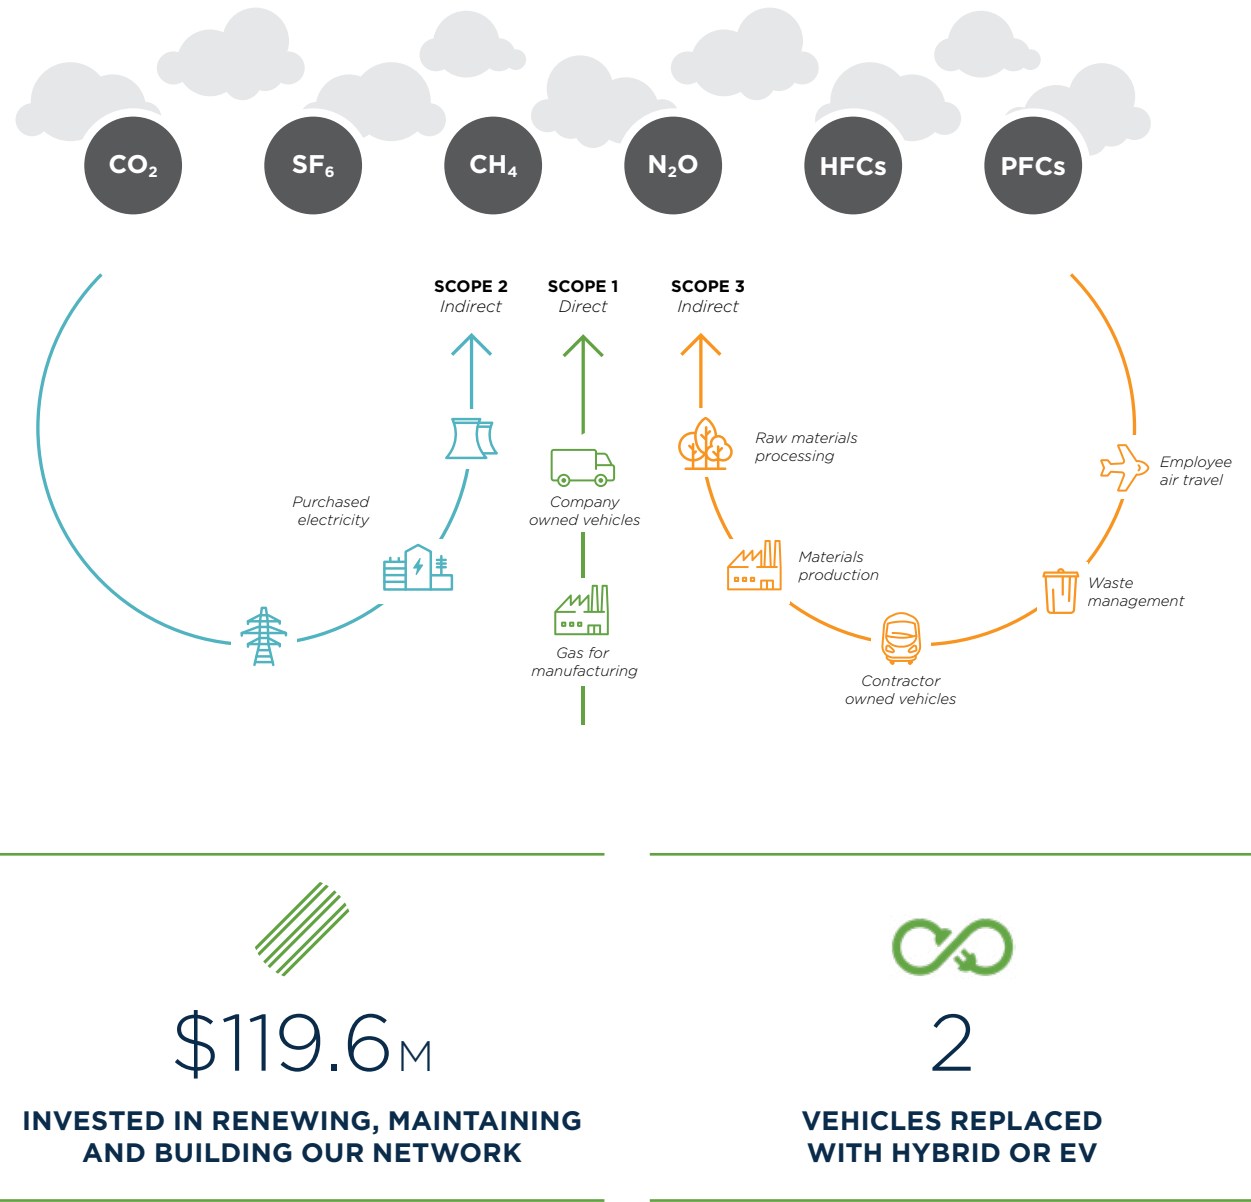 CO₂
SF₆
CH₄
N₂O
HFCs
PFCs
SCOPE 2
Indirect
SCOPE 1
Direct
SCOPE 3
Indirect
Purchased
electricity
Company
owned vehicles
Gas for
manufacturing
Raw materials
processing
Materials
production
Contractor
owned vehicles
Waste
management
Employee
air travel
$119.6M
INVESTED IN RENEWING, MAINTAINING
AND BUILDING OUR NETWORK
2
VEHICLES REPLACED
WITH HYBRID OR EV